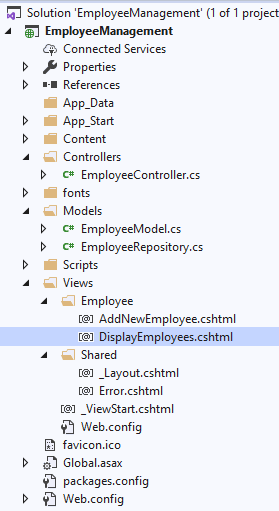 Solution 'EmployeeManagement' (1 of 1 project
EmployeeManagement
Connected Services
Properties
References
App_Data
App_Start
Content
Controllers
C# EmployeeController.cs
fonts
Models
C# EmployeeModel.cs
C# EmployeeRepository.cs
Scripts
Views
Employee
[@] AddNewEmployee.cshtml
[@] DisplayEmployees.cshtml
Shared
[@] _Layout.cshtml
[@] Error.cshtml
[@] _ViewStart.cshtml
Web.config
favicon.ico
Global.asax
packages.config
Web.config